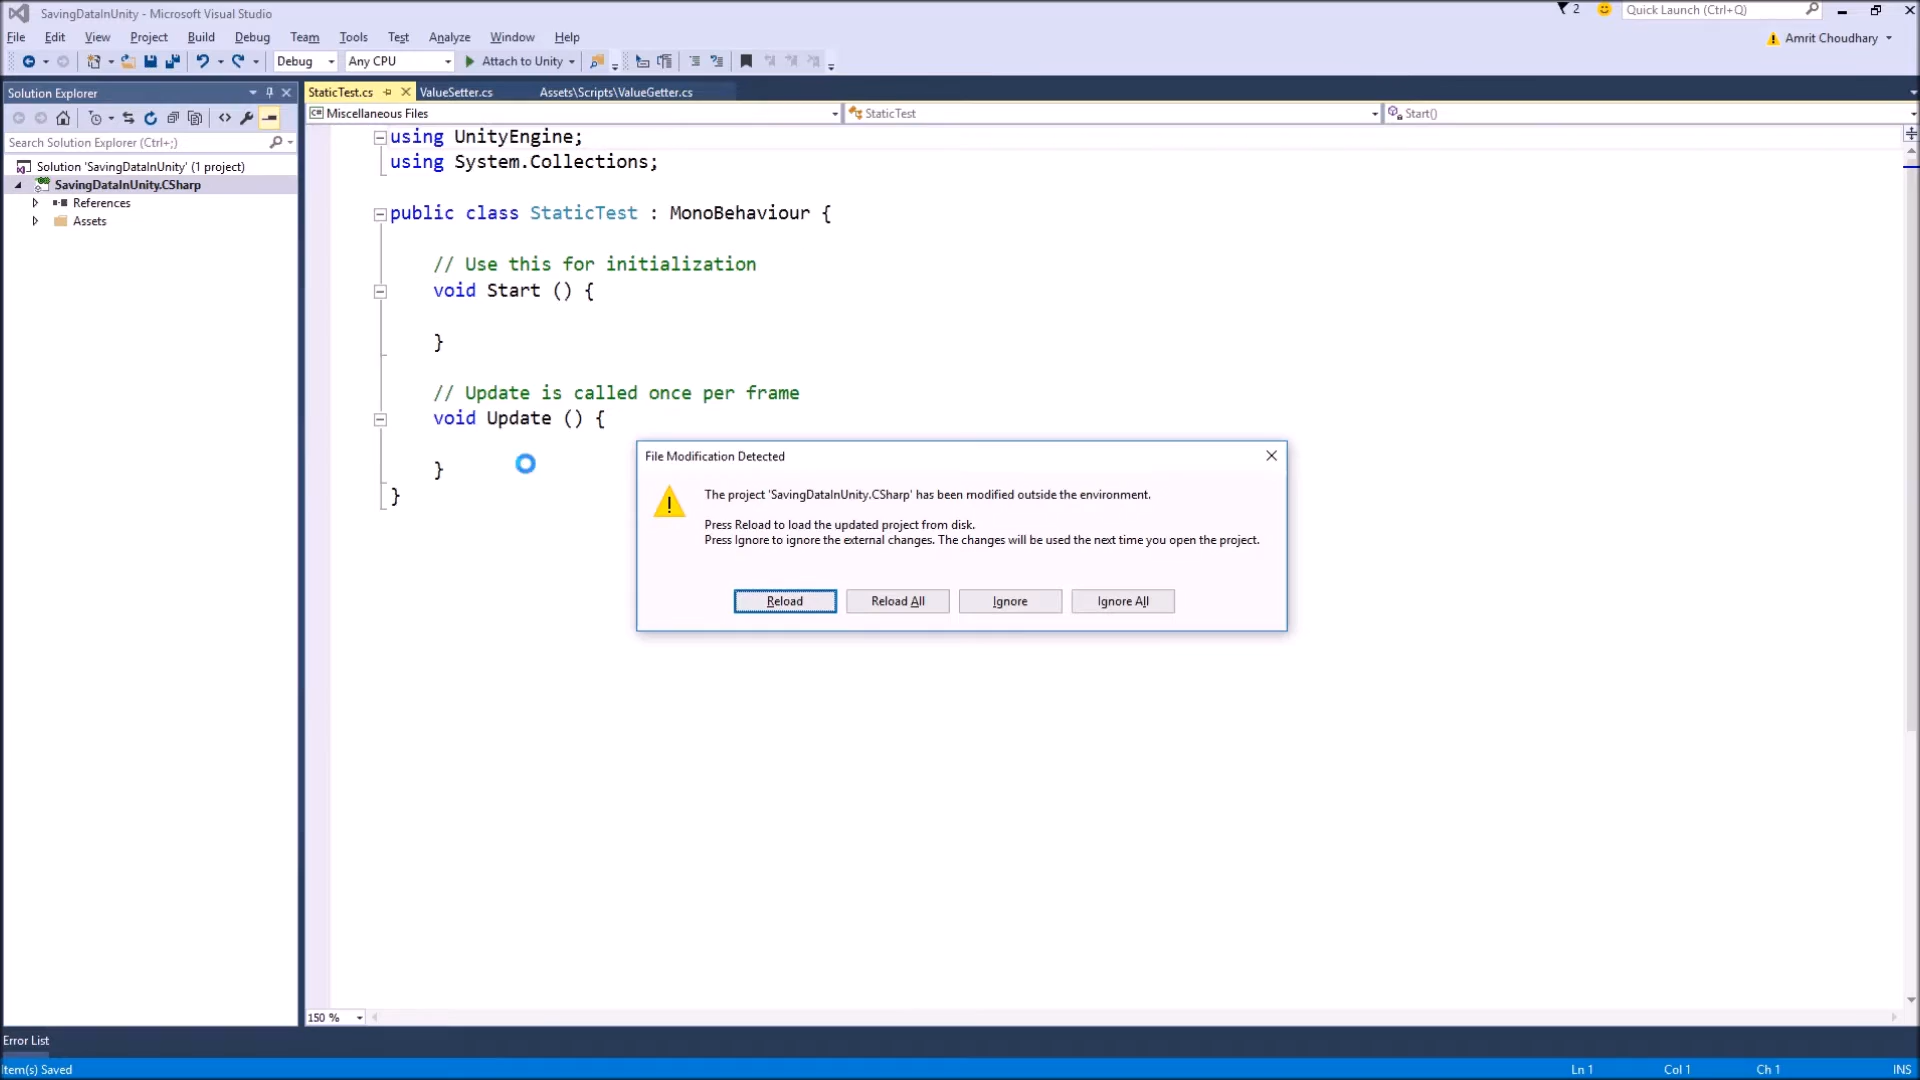 SavingDataInUnity - Microsoft Visual Studio
2
Quick Launch (Ctrl+Q)
File Edit View Project Build Debug Team Tools Test Analyze Window Help
Amrit Choudhary
Debug Any CPU Attach to Unity
Solution Explorer
StaticTest.cs ValueSetter.cs Assets\Scripts\ValueGetter.cs
Miscellaneous Files StaticTest Start()
Search Solution Explorer (Ctrl+;)
Solution 'SavingDataInUnity' (1 project)
SavingDataInUnity.CSharp
References
Assets
using UnityEngine;
using System.Collections;
public class StaticTest : MonoBehaviour {
// Use this for initialization
void Start () {
}
// Update is called once per frame
void Update () {
}
}
File Modification Detected
The project 'SavingDataInUnity.CSharp' has been modified outside the environment.
Press Reload to load the updated project from disk.
Press Ignore to ignore the external changes. The changes will be used the next time you open the project.
Reload Reload All Ignore Ignore All
150 %
Error List
Item(s) Saved
Ln 1 Col 1 Ch 1 INS